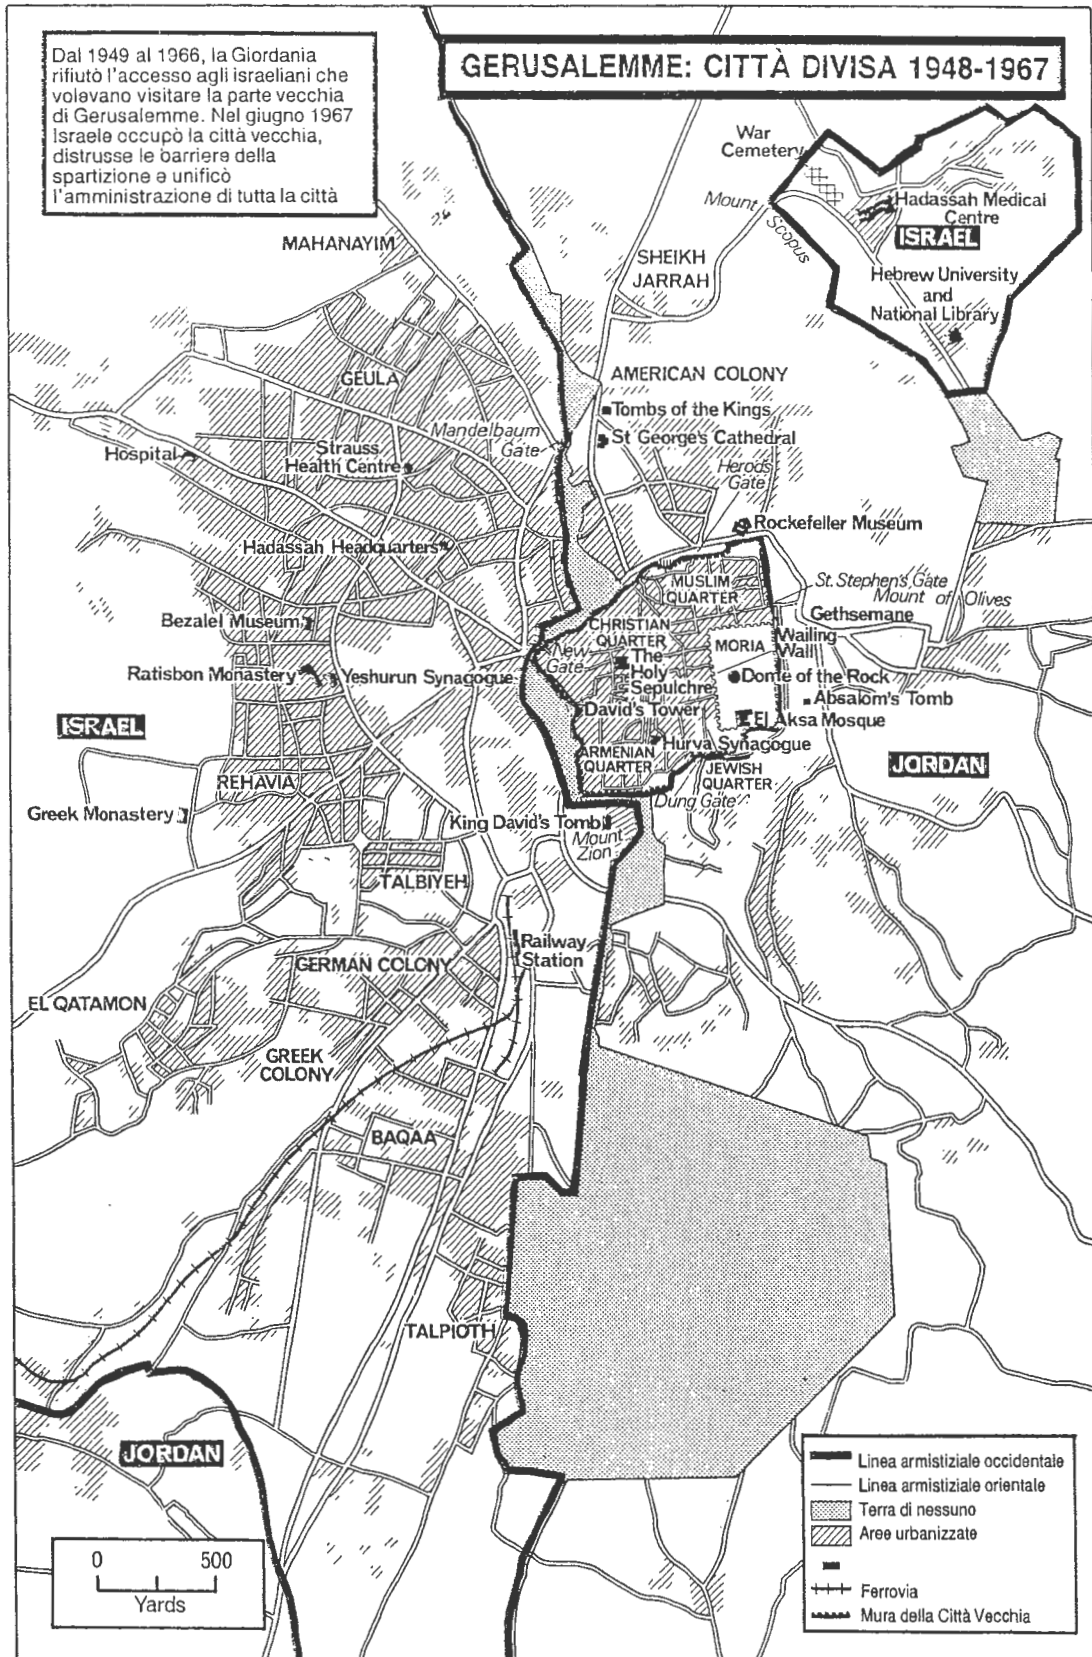 Dal 1949 al 1966, la Giordania
rifiutò l'accesso agli israeliani che
volevano visitare la parte vecchia
di Gerusalemme. Nel giugno 1967
Israele occupò la città vecchia,
distrusse le barriere della
spartizione e unificò
l'amministrazione di tutta la città
GERUSALEMME: CITTÀ DIVISA 1948-1967
War
Cemetery
Mount Scopus
Hadassah Medical
Centre
ISRAEL
Hebrew University
and
National Library
MAHANAYIM
SHEIKH
JARRAH
GEULA
AMERICAN COLONY
Tombs of the Kings
St George's Cathedral
Mandelbaum
Gate
Herods
Gate
Hospital
Strauss
Health Centre
Rockefeller Museum
Hadassah Headquarters
MUSLIM
QUARTER
St. Stephen's Gate
Mount of Olives
Gethsemane
Bezalel Museum
CHRISTIAN
QUARTER
New
Gate
MORIA
Wailing
Wall
Ratisbon Monastery
Yeshurun Synagogue
The
Holy
Sepulchre
Dome of the Rock
Absalom's Tomb
David's Tower
El Aksa Mosque
ISRAEL
Hurva Synagogue
ARMENIAN
QUARTER
JEWISH
QUARTER
JORDAN
REHAVIA
Dung Gate
Greek Monastery
King David's Tomb
Mount
Zion
TALBIYEH
Railway
Station
GERMAN COLONY
EL QATAMON
GREEK
COLONY
BAQAA
TALPIOTH
JORDAN
0 500
Yards
Linea armistiziale occidentale
Linea armistiziale orientale
Terra di nessuno
Aree urbanizzate
Ferrovia
Mura della Città Vecchia